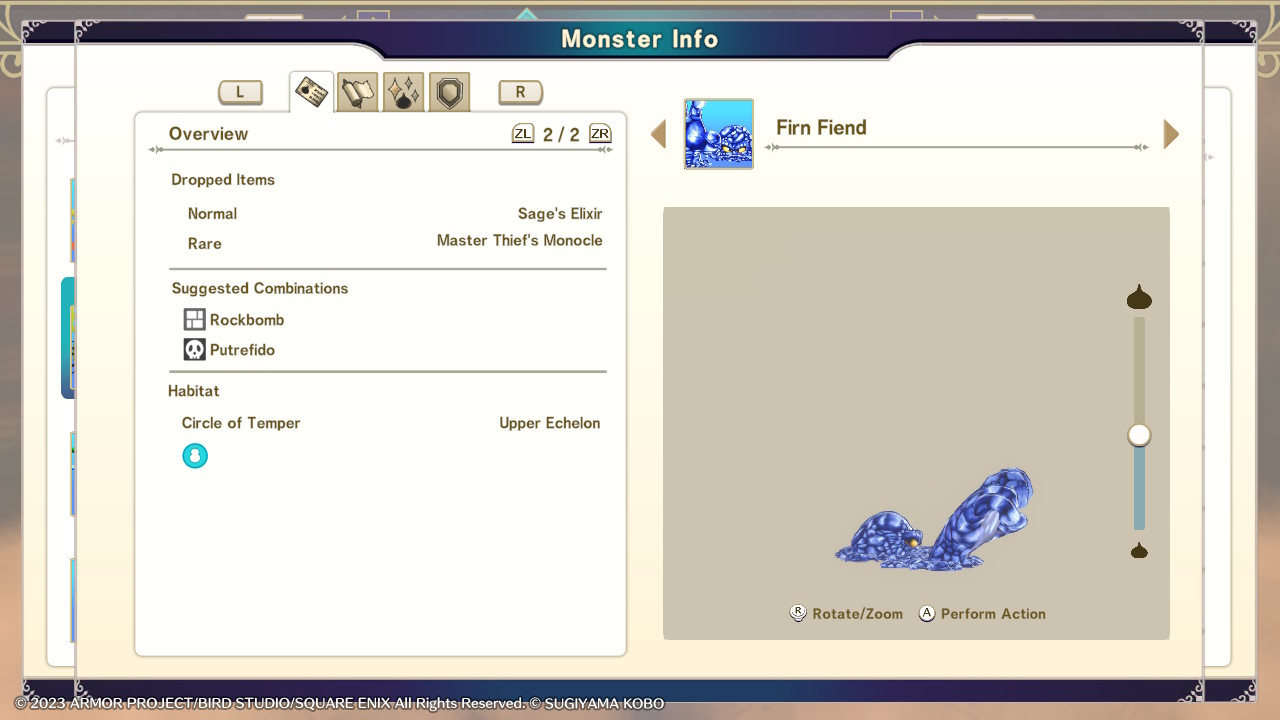 Monster Info
L
R
Overview
ZL 2 / 2 ZR
Firn Fiend
Dropped Items
Normal Sage's Elixir
Rare Master Thief's Monocle
Suggested Combinations
Rockbomb
Putrefido
Habitat
Circle of Temper Upper Echelon
R Rotate/Zoom A Perform Action
© 2023 ARMOR PROJECT/BIRD STUDIO/SQUARE ENIX All Rights Reserved. © SUGIYAMA KOBO